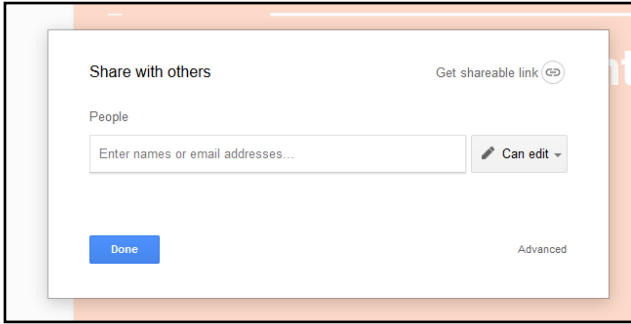 Share with others
Get shareable link
People
Enter names or email addresses...
Can edit
Done
Advanced